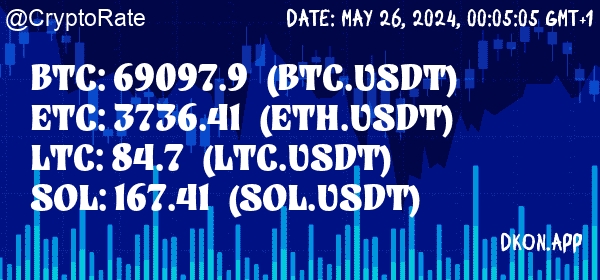 @CryptoRate
DATE: MAY 26, 2024, 00:05:05 GMT+1
BTC: 69097.9 (BTC.USDT)
ETC: 3736.41 (ETH.USDT)
LTC: 84.7 (LTC.USDT)
SOL: 167.41 (SOL.USDT)
DKON.APP